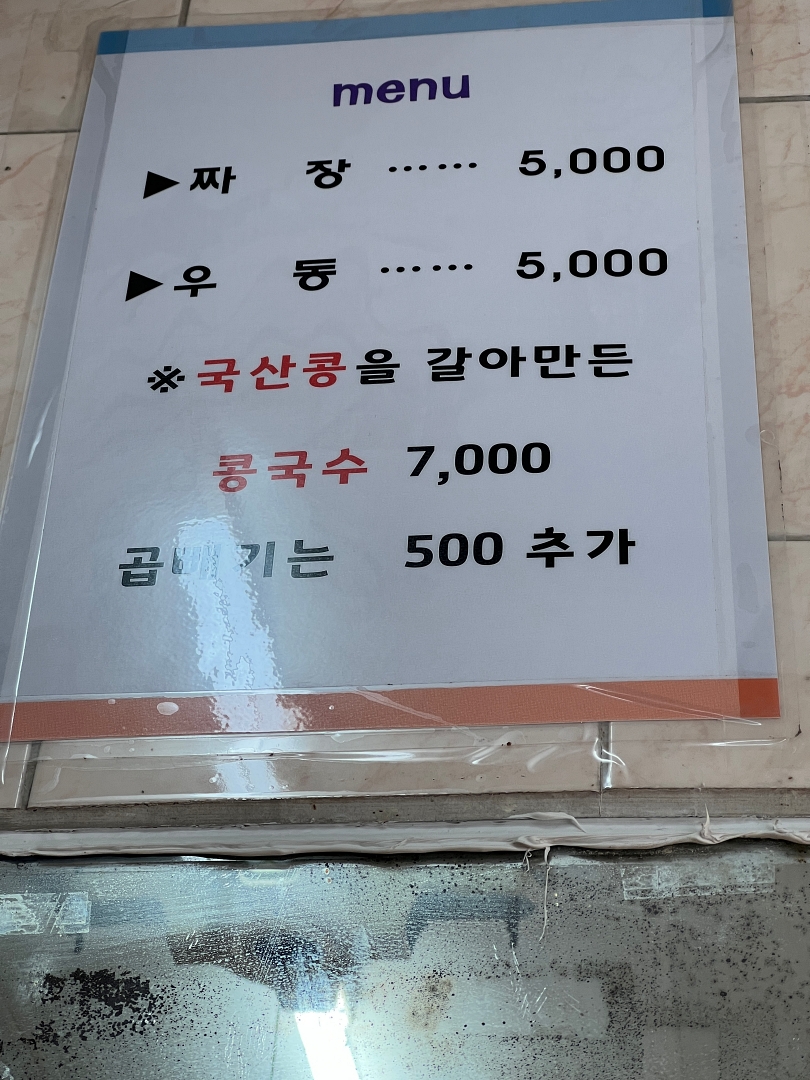 menu
▶짜 장 …… 5,000
▶우 동 …… 5,000
※국산콩을 갈아만든
콩국수 7,000
곱빼기는 500 추가